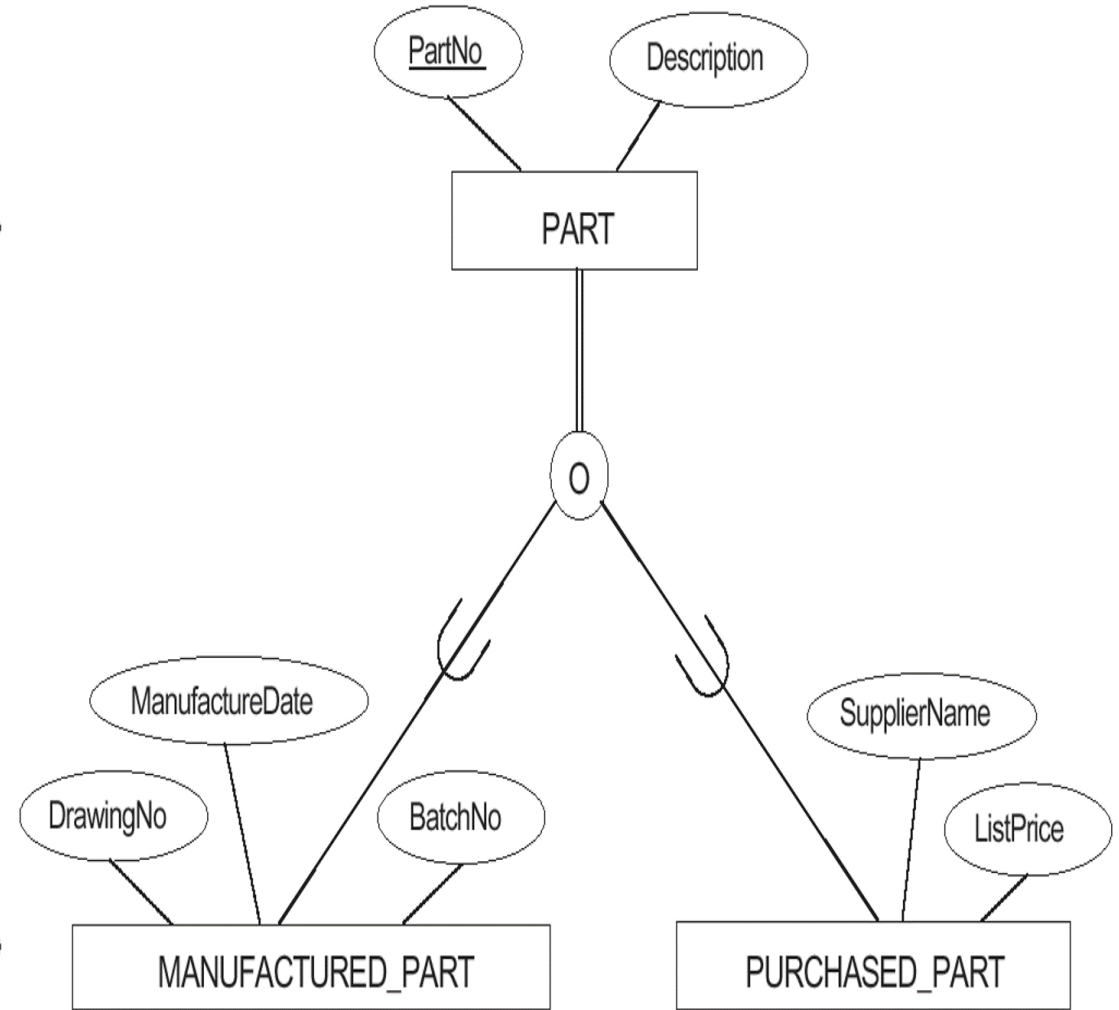 PartNo
Description
PART
O
ManufactureDate
SupplierName
DrawingNo
BatchNo
ListPrice
MANUFACTURED_PART
PURCHASED_PART